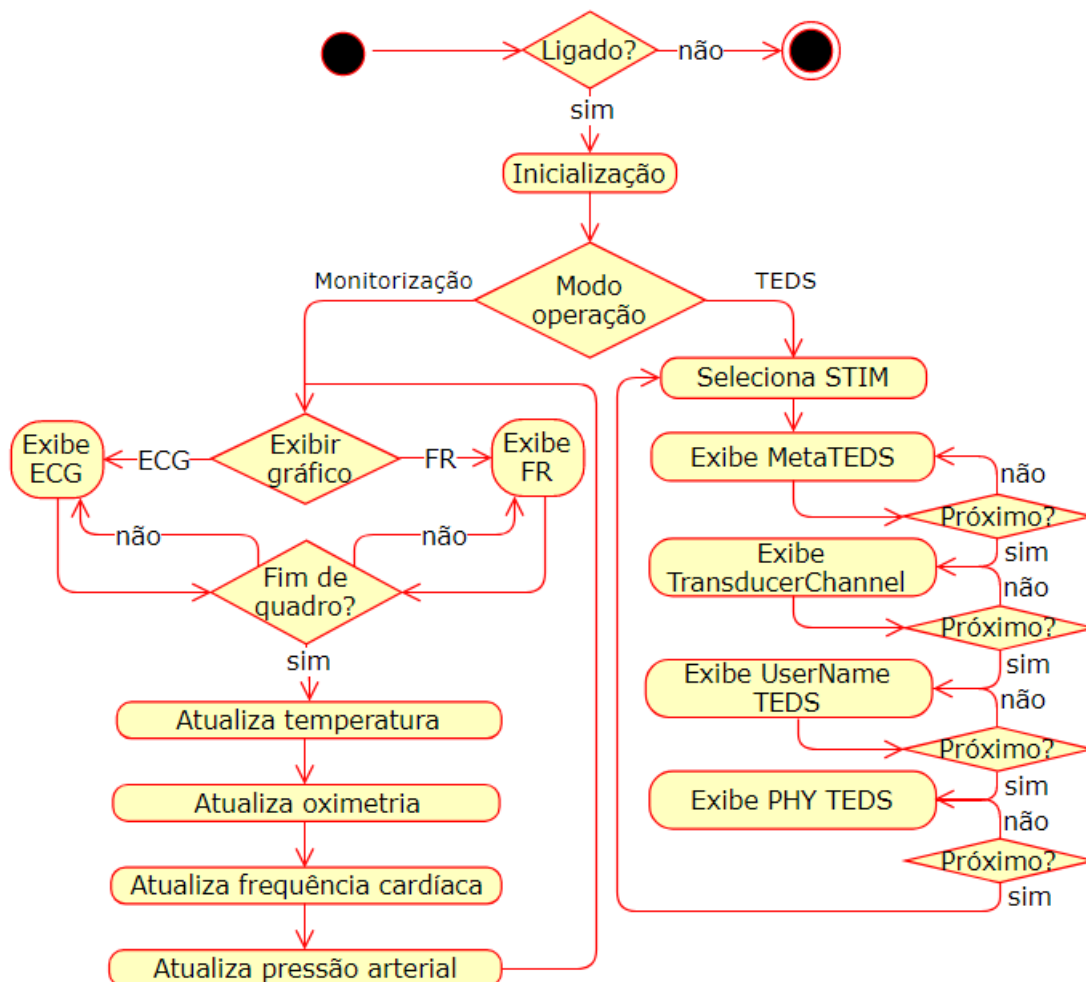 Ligado?
não
sim
Inicialização
Modo
operação
Monitorização
TEDS
Exibir
gráfico
ECG
FR
Exibe
ECG
Exibe
FR
não
não
Fim de
quadro?
sim
Atualiza temperatura
Atualiza oximetria
Atualiza frequência cardíaca
Atualiza pressão arterial
Seleciona STIM
Exibe MetaTEDS
não
Próximo?
sim
Exibe
TransducerChannel
não
Próximo?
sim
Exibe UserName
TEDS
não
Próximo?
sim
Exibe PHY TEDS
não
Próximo?
sim